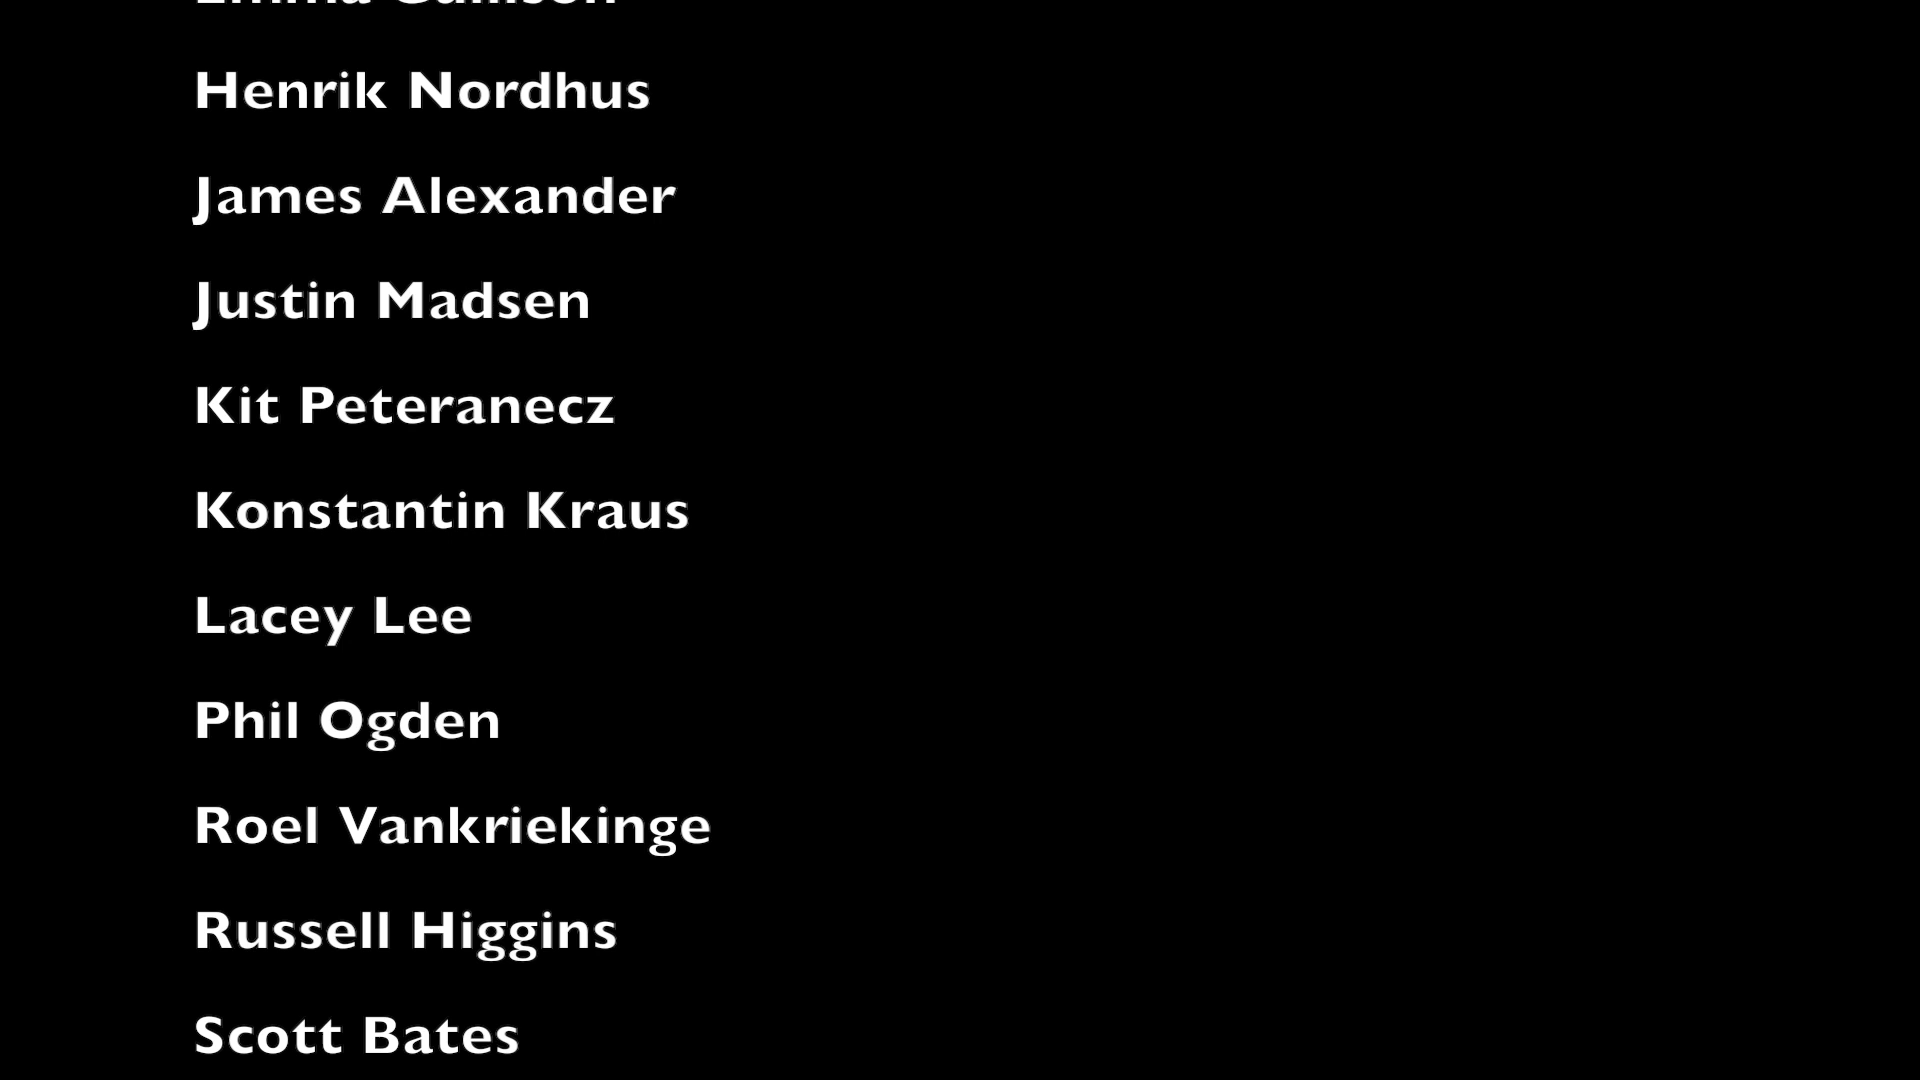 Emma
Henrik Nordhus
James Alexander
Justin Madsen
Kit Peteranecz
Konstantin Kraus
Lacey Lee
Phil Ogden
Roel Vankriekinge
Russell Higgins
Scott Bates